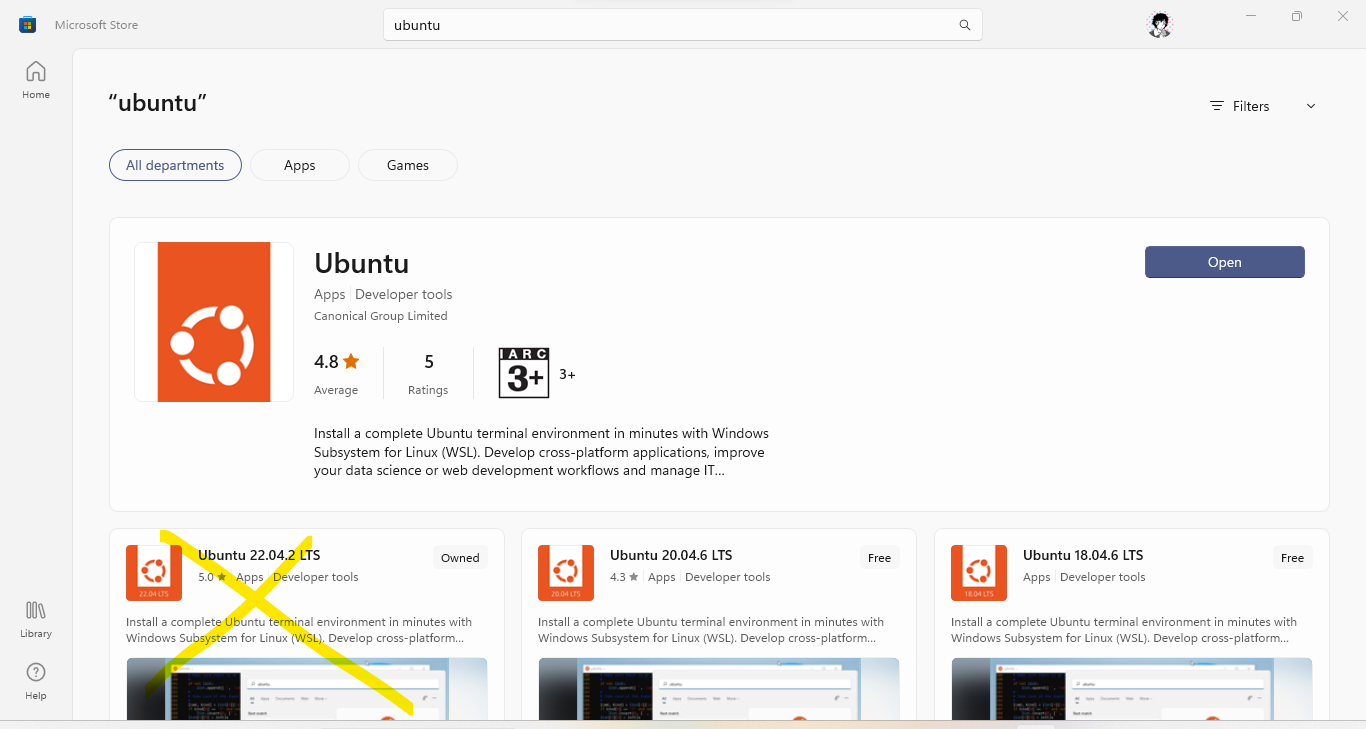 Microsoft Store
ubuntu
Home
“ubuntu”
Filters
All departments
Apps
Games
Ubuntu
Open
Apps Developer tools
Canonical Group Limited
4.8
5
IARC
3+
3+
Average
Ratings
Install a complete Ubuntu terminal environment in minutes with Windows
Subsystem for Linux (WSL). Develop cross-platform applications, improve
your data science or web development workflows and manage IT...
Ubuntu 22.04.2 LTS
Owned
5.0 Apps Developer tools
22.04 LTS
Install a complete Ubuntu terminal environment in minutes with
Windows Subsystem for Linux (WSL). Develop cross-platform...
Ubuntu 20.04.6 LTS
Free
4.3 Apps Developer tools
20.04 LTS
Install a complete Ubuntu terminal environment in minutes with
Windows Subsystem for Linux (WSL). Develop cross-platform...
Ubuntu 18.04.6 LTS
Free
Apps Developer tools
18.04 LTS
Install a complete Ubuntu terminal environment in minutes with
Windows Subsystem for Linux (WSL). Develop cross-platform...
Library
Help